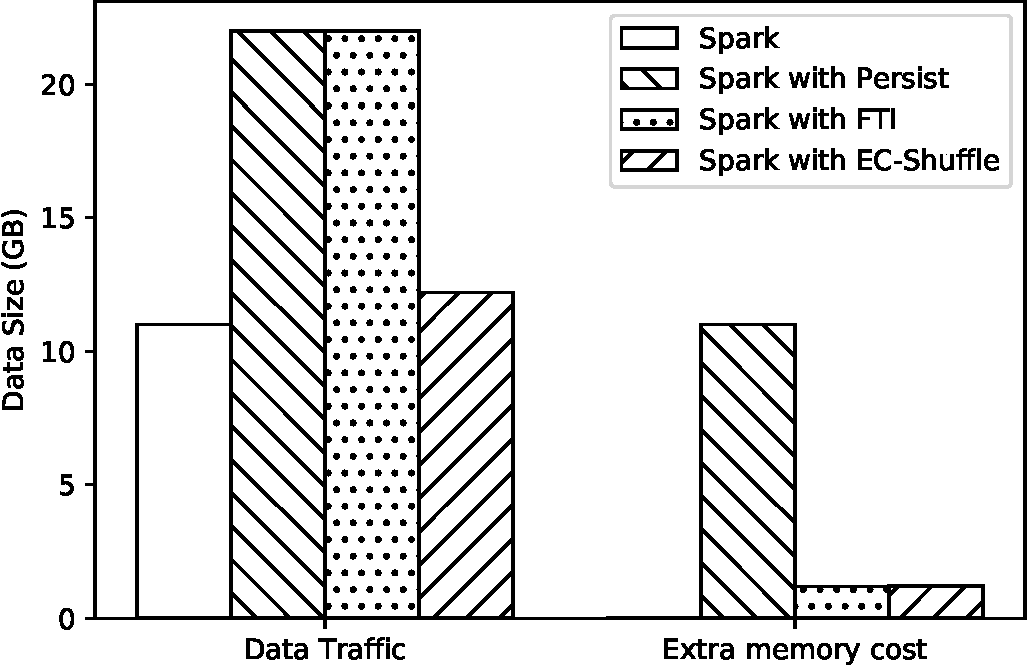 Spark
Spark with Persist
Spark with FTI
Spark with EC-Shuffle
Data Size (GB)
20
15
10
5
0
Data Traffic
Extra memory cost